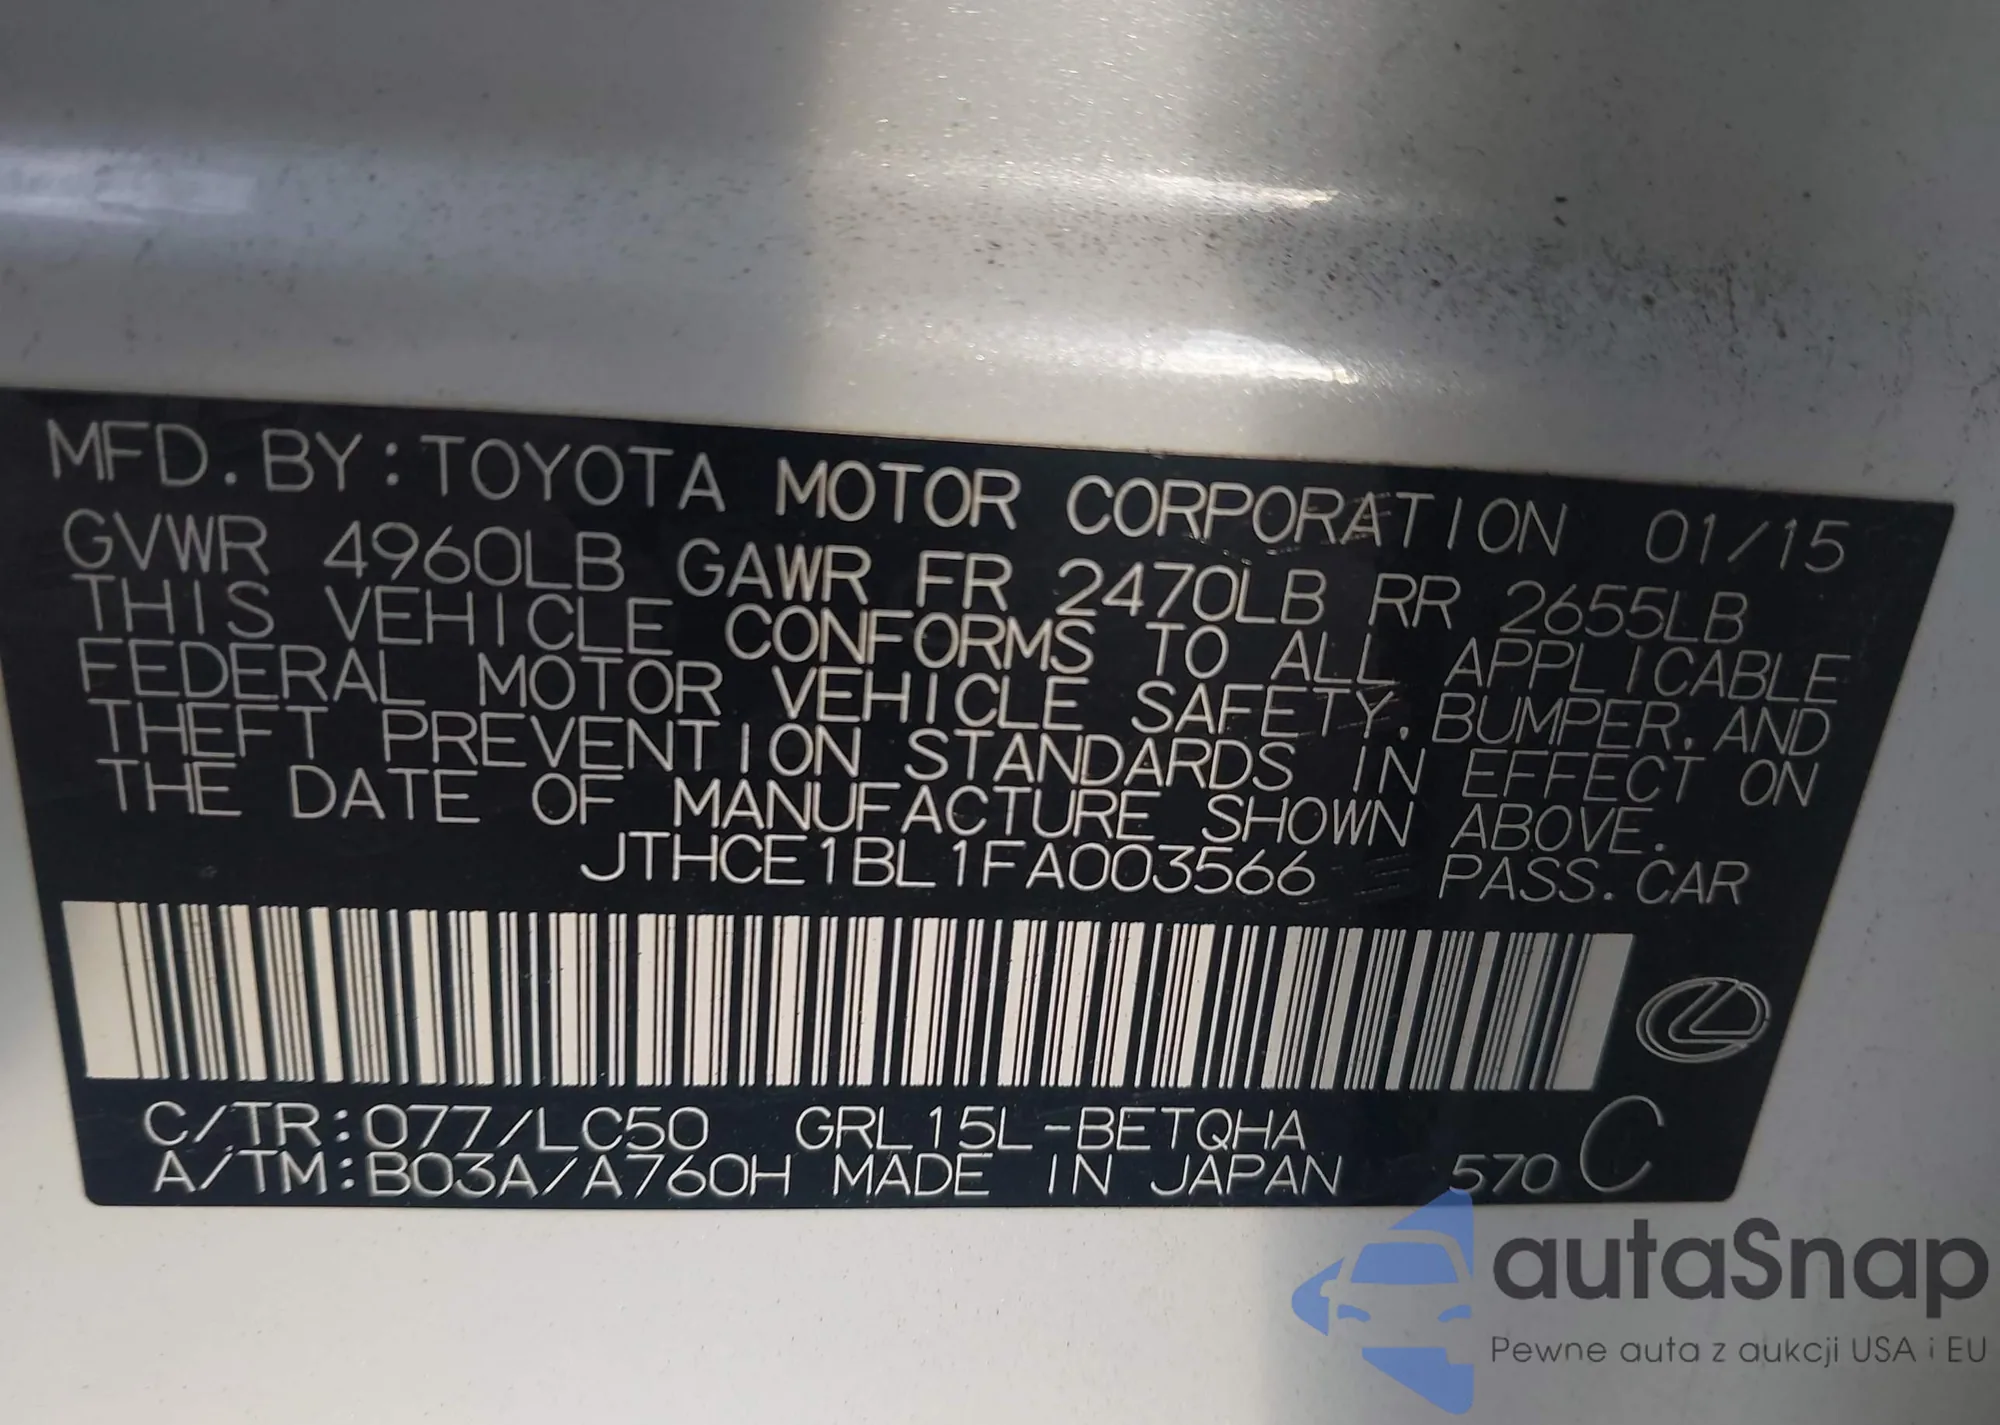 MFD. BY: TOYOTA MOTOR CORPORATION 01/15
GVWR 4960LB GAWR FR 2470LB RR 2655LB
THIS VEHICLE CONFORMS TO ALL APPLICABLE
FEDERAL MOTOR VEHICLE SAFETY, BUMPER, AND
THEFT PREVENTION STANDARDS IN EFFECT ON
THE DATE OF MANUFACTURE SHOWN ABOVE.
JTHCE1BL1FA003566 PASS. CAR
C/TR: 077/LC50 GRL15L-BETQHA
A/TM: B03A/A760H MADE IN JAPAN 570 C
autaSnap
Pewne auta z aukcji USA i EU